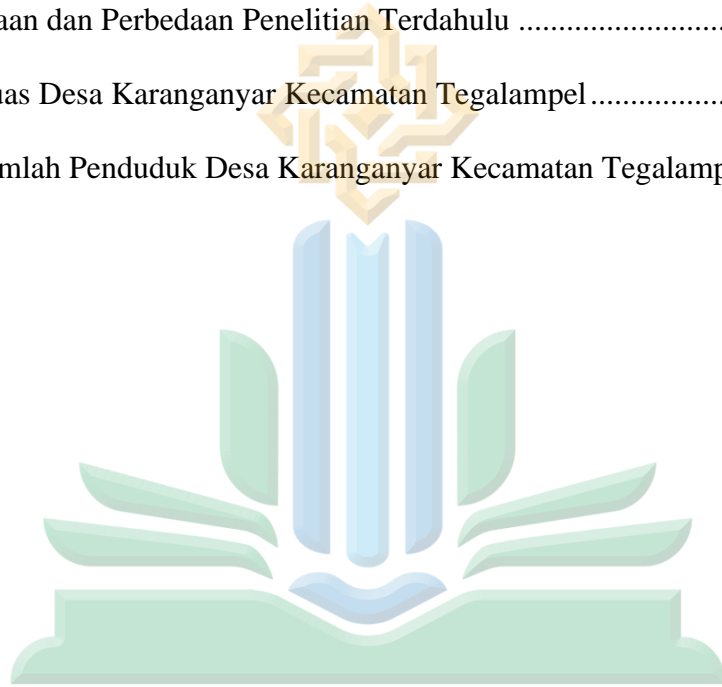 aan dan Perbedaan Penelitian Terdahulu ........................
uas Desa Karanganyar Kecamatan Tegalampel .................
mlah Penduduk Desa Karanganyar Kecamatan Tegalamp